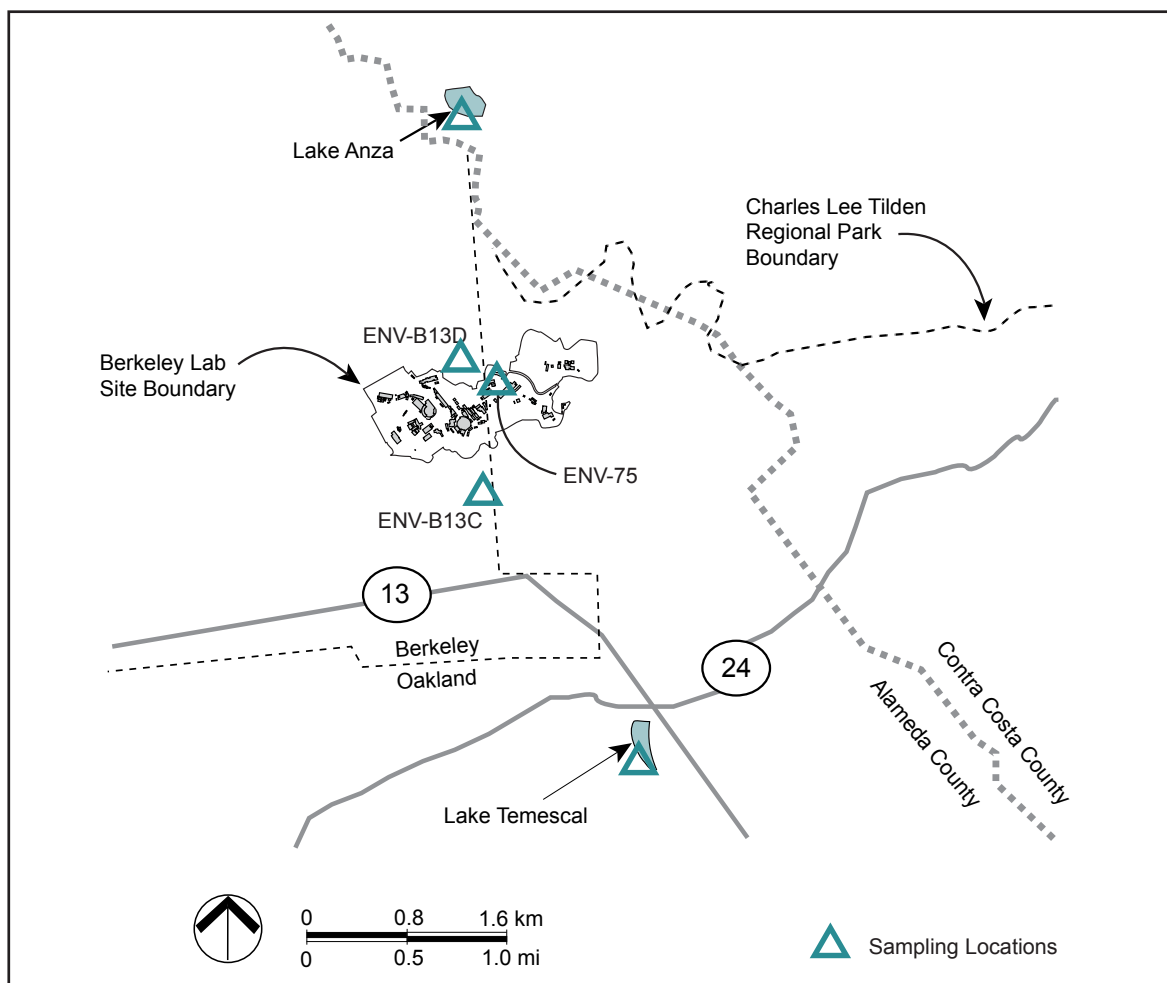 Lake Anza
Charles Lee Tilden
Regional Park
Boundary
ENV-B13D
Berkeley Lab
Site Boundary
ENV-75
ENV-B13C
13
Berkeley
Oakland
24
Contra Costa County
Alameda County
Lake Temescal
0 0.8 1.6 km
0 0.5 1.0 mi
Sampling Locations